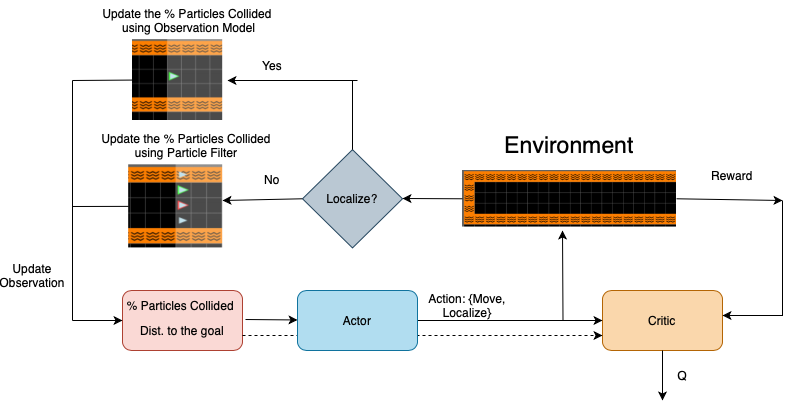 Update the % Particles Collided
using Observation Model
Yes
Update the % Particles Collided
using Particle Filter
No
Localize?
Environment
Reward
Update
Observation
% Particles Collided
Dist. to the goal
Actor
Action: {Move,
Localize}
Critic
Q